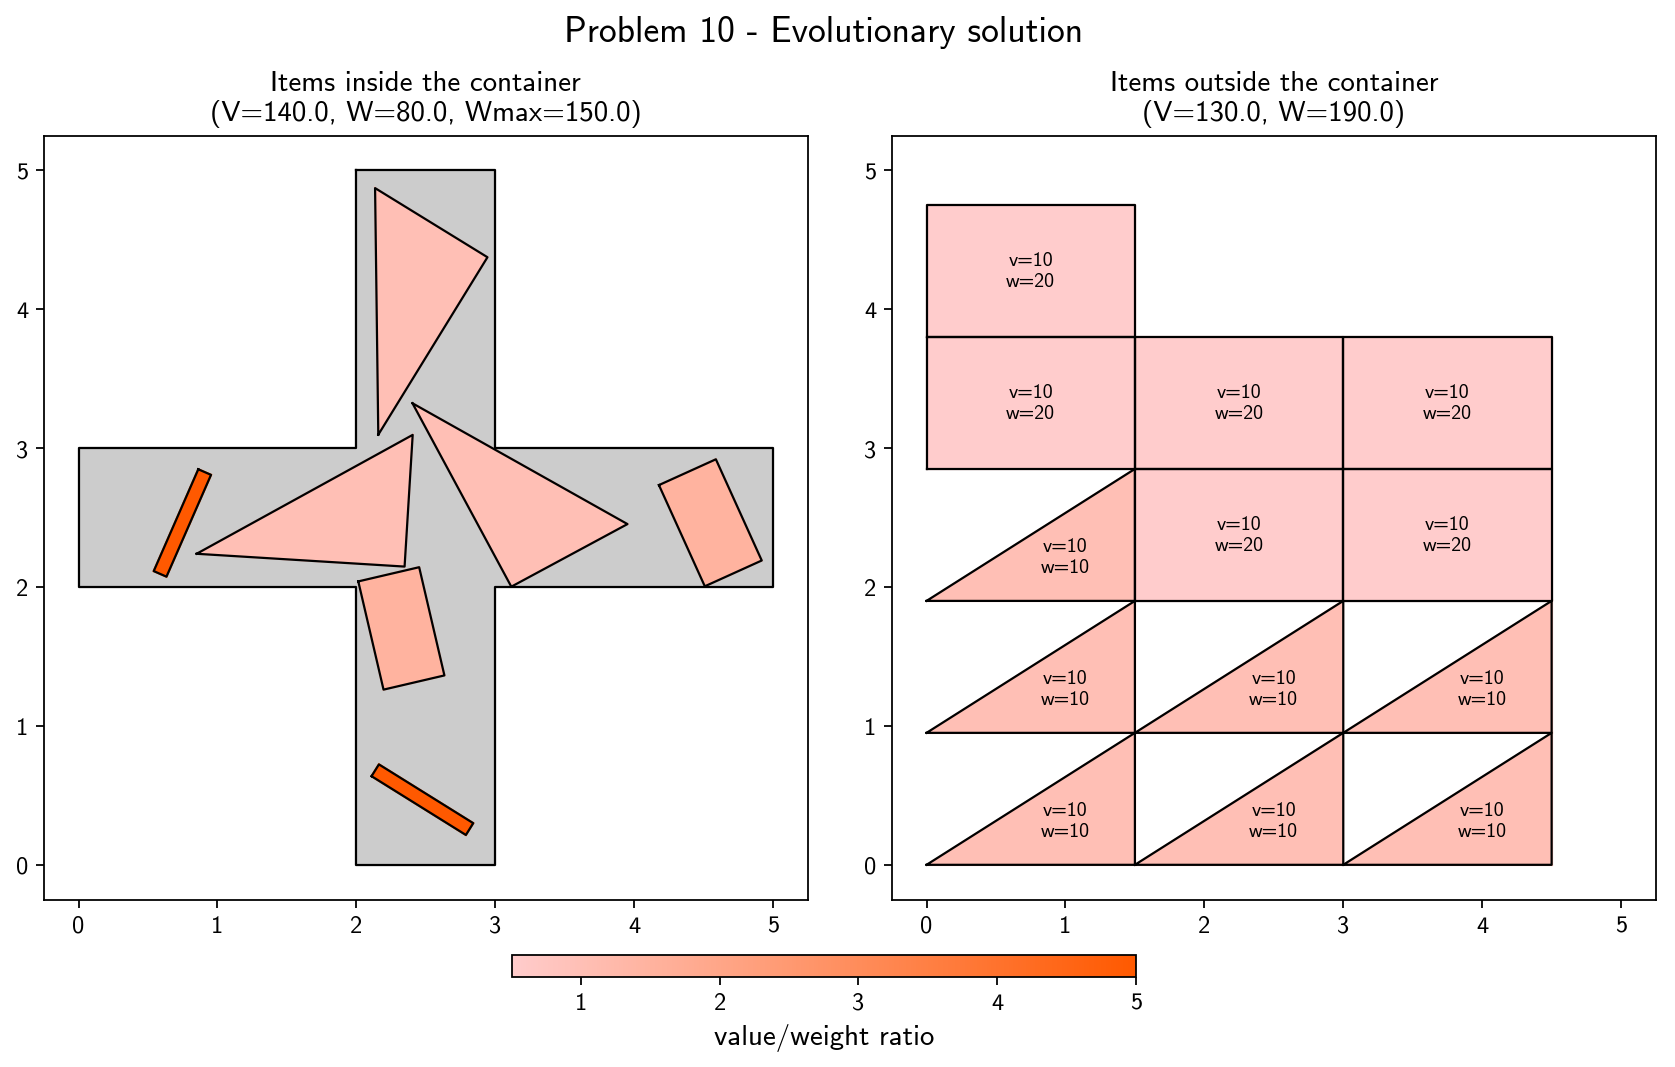 Problem 10 - Evolutionary solution
Items inside the container
(V=140.0, W=80.0, Wmax=150.0)
5
4
3
2
1
0
0 1 2 3 4 5
Items outside the container
(V=130.0, W=190.0)
5
4
3
2
1
0
v=10
w=20
v=10 v=10 v=10
w=20 w=20 w=20
v=10 v=10
w=20 w=20
v=10
w=10
v=10 v=10 v=10
w=10 w=10 w=10
v=10 v=10 v=10
w=10 w=10 w=10
0 1 2 3 4 5
1 2 3 4 5
value/weight ratio